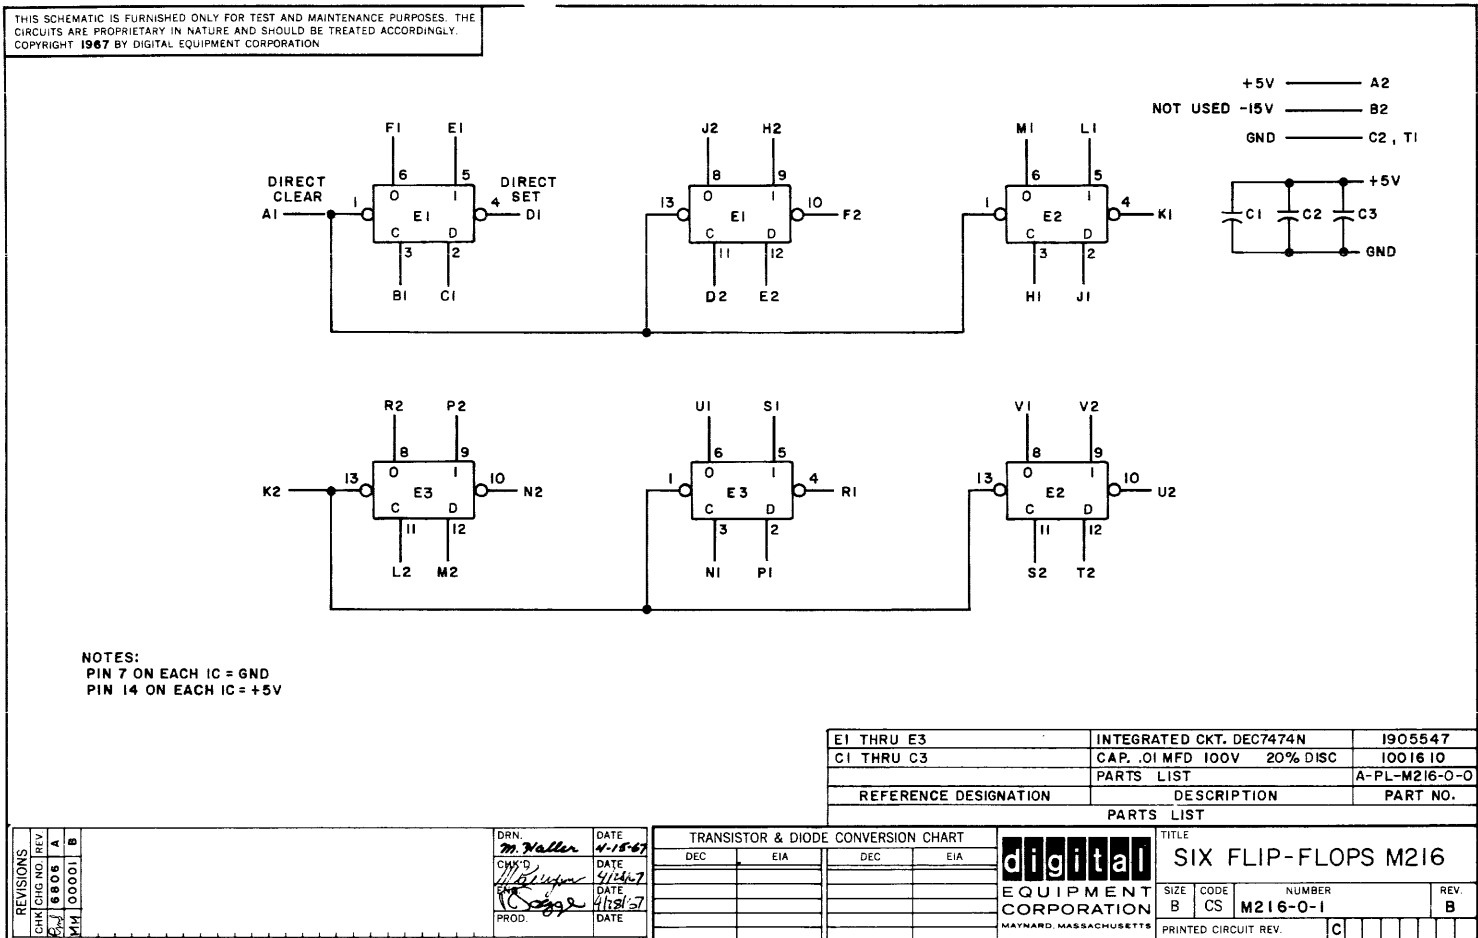 THIS SCHEMATIC IS FURNISHED ONLY FOR TEST AND MAINTENANCE PURPOSES. THE
CIRCUITS ARE PROPRIETARY IN NATURE AND SHOULD BE TREATED ACCORDINGLY.
COPYRIGHT 1967 BY DIGITAL EQUIPMENT CORPORATION
+5V A2
NOT USED -15V B2
GND C2, T1
+5V
C1 C2 C3
GND
F1 E1 J2 H2 M1 L1
6 5 8 9 6 5
DIRECT CLEAR DIRECT SET
A1 1 0 1 E1 4 D1 13 0 1 E1 10 F2 1 0 1 E2 4 K1
C D C D C D
3 2 11 12 3 2
B1 C1 D2 E2 H1 J1
R2 P2 U1 S1 V1 V2
8 9 6 5 8 9
K2 13 0 1 E3 10 N2 1 0 1 E3 4 R1 13 0 1 E2 10 U2
C D C D C D
11 12 3 2 11 12
L2 M2 N1 P1 S2 T2
NOTES:
PIN 7 ON EACH IC = GND
PIN 14 ON EACH IC = +5V
E1 THRU E3 INTEGRATED CKT. DEC7474N 1905547
C1 THRU C3 CAP. .01 MFD 100V 20% DISC 1001610
PARTS LIST A-PL-M216-0-0
REFERENCE DESIGNATION DESCRIPTION PART NO.
PARTS LIST
REVISIONS
CHK CHG NO. REV.
6806 A
MM 00001 B
DRN. DATE
M. Haller 4-15-67
CHK'D DATE
ENG DATE
PROD. DATE
TRANSISTOR & DIODE CONVERSION CHART
DEC EIA DEC EIA
digital
EQUIPMENT
CORPORATION
MAYNARD, MASSACHUSETTS
TITLE
SIX FLIP-FLOPS M216
SIZE CODE NUMBER REV.
B CS M216-0-1 B
PRINTED CIRCUIT REV. C